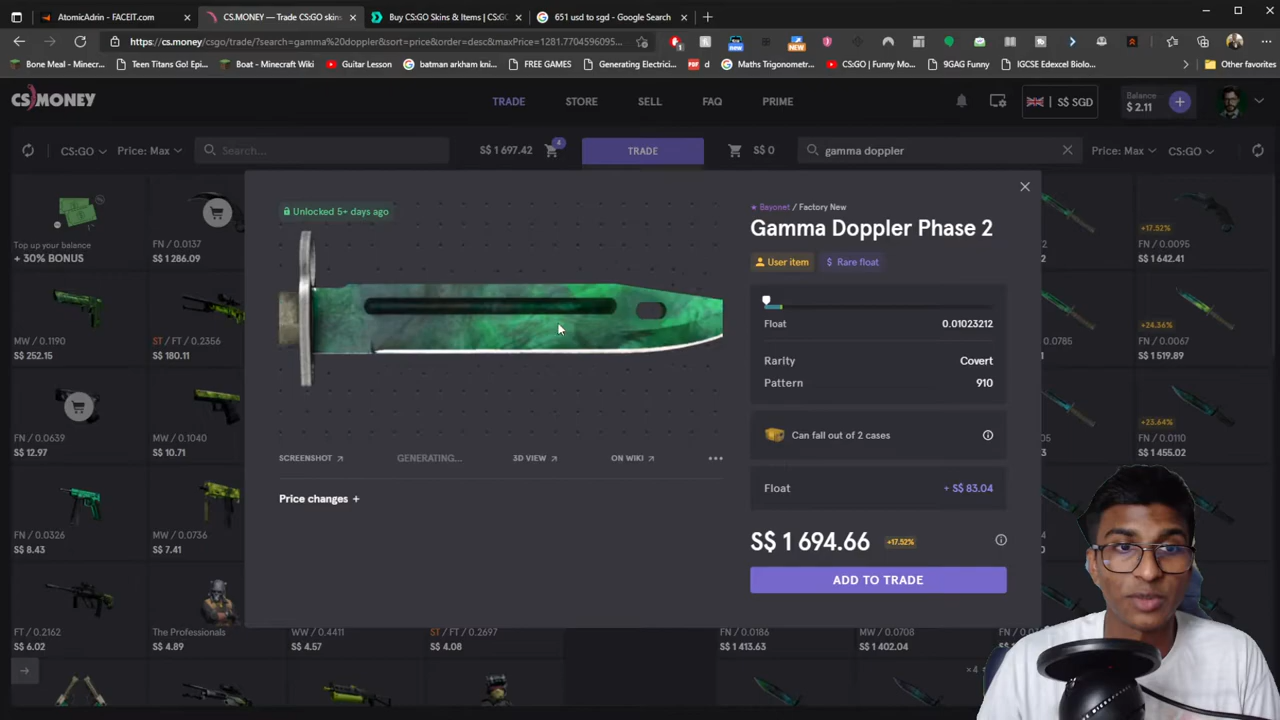 AtomicAdrin - FACEIT.com
CS.MONEY — Trade CS:GO skins
Buy CS:GO Skins & Items | CS:GO
651 usd to sgd - Google Search
https://cs.money/csgo/trade/?search=gamma%20doppler&sort=price&order=desc&maxPrice=1281.7704596095...
Bone Meal - Minecr...
Teen Titans Go! Epi...
Boat - Minecraft Wiki
Guitar Lesson
batman arkham kni...
FREE GAMES
Generating Electrici...
d
Maths Trigonometr...
CS:GO | Funny Mo...
9GAG Funny
IGCSE Edexcel Biolo...
Other favorites
CS.MONEY
TRADE
STORE
SELL
FAQ
PRIME
S$ SGD
Balance
$ 2.11
CS:GO
Price: Max
Search...
S$ 1 697.42
4
TRADE
S$ 0
gamma doppler
Price: Max
CS:GO
Top up your balance
+ 30% BONUS
FN / 0.0137
S$ 1 286.09
MW / 0.1190
S$ 252.15
ST / FT / 0.2356
S$ 180.11
FN / 0.0639
S$ 12.97
MW / 0.1040
S$ 10.71
FN / 0.0326
S$ 8.43
MW / 0.0736
S$ 7.41
FT / 0.2162
S$ 6.02
The Professionals
S$ 4.89
WW / 0.4411
S$ 4.57
ST / FT / 0.2697
S$ 4.08
Unlocked 5+ days ago
★ Bayonet / Factory New
Gamma Doppler Phase 2
User item
$ Rare float
Float
0.01023212
Rarity
Covert
Pattern
910
Can fall out of 2 cases
Float
+ S$ 83.04
S$ 1 694.66
+17.52%
ADD TO TRADE
SCREENSHOT
GENERATING...
3D VIEW
ON WIKI
Price changes +
+17.52%
FN / 0.0095
S$ 1 642.41
+24.36%
.0785
FN / 0.0107
S$ 1 519.89
.0341
+23.64%
FN / 0.0110
S$ 1 455.02
FN / 0.0186
S$ 1 413.63
MW / 0.0708
S$ 1 402.04
×4